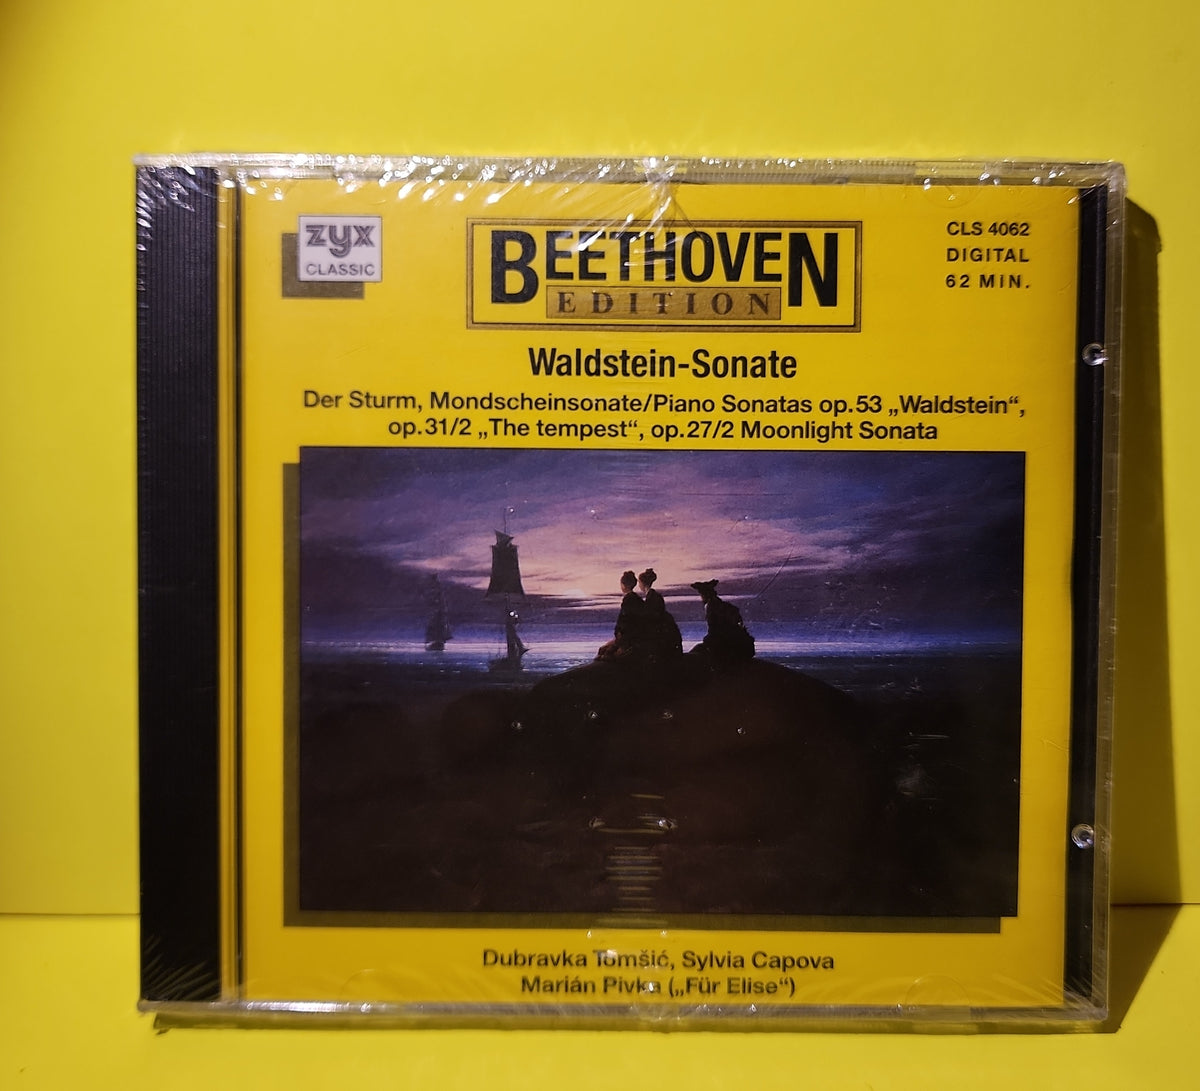 zyx
CLASSIC
BEETHOVEN
EDITION
CLS 4062
DIGITAL
62 MIN.
Waldstein-Sonate
Der Sturm, Mondscheinsonate/Piano Sonatas op.53 „Waldstein“,
op.31/2 „The tempest“, op.27/2 Moonlight Sonata
Dubravka Tomšić, Sylvia Capova
Marián Pivka („Für Elise“)